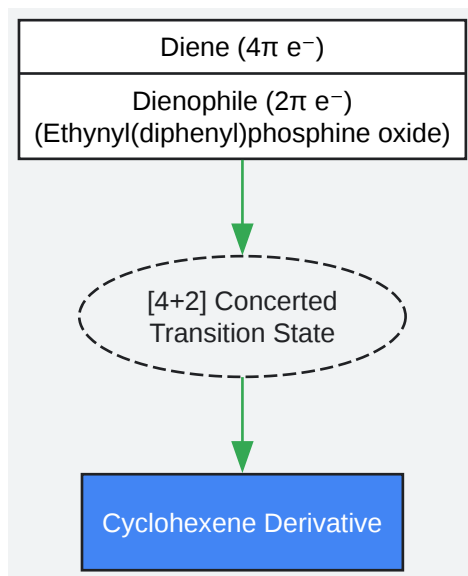 Diene (4π e⁻)
Dienophile (2π e⁻)
(Ethynyl(diphenyl)phosphine oxide)
[4+2] Concerted
Transition State
Cyclohexene Derivative